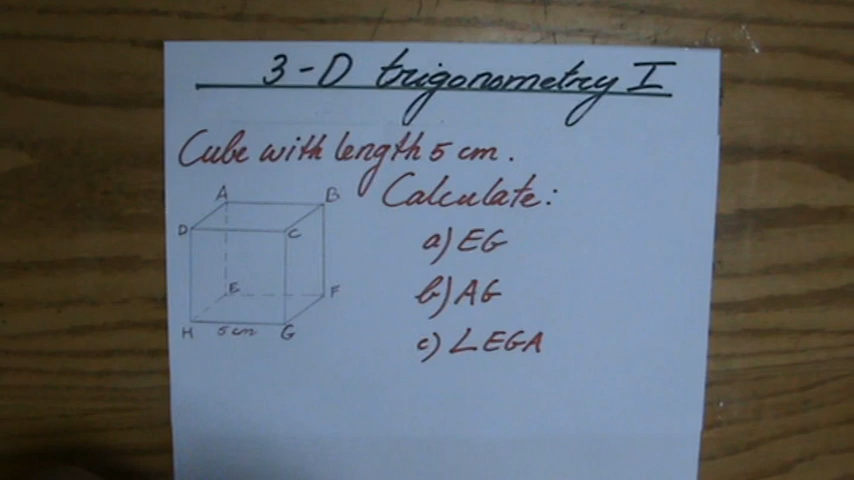 3-D trigonometry I
Cube with length 5 cm.
Calculate:
a) EG
b) AG
c) ∠EGA
A B
D C
E F
H 5 cm G